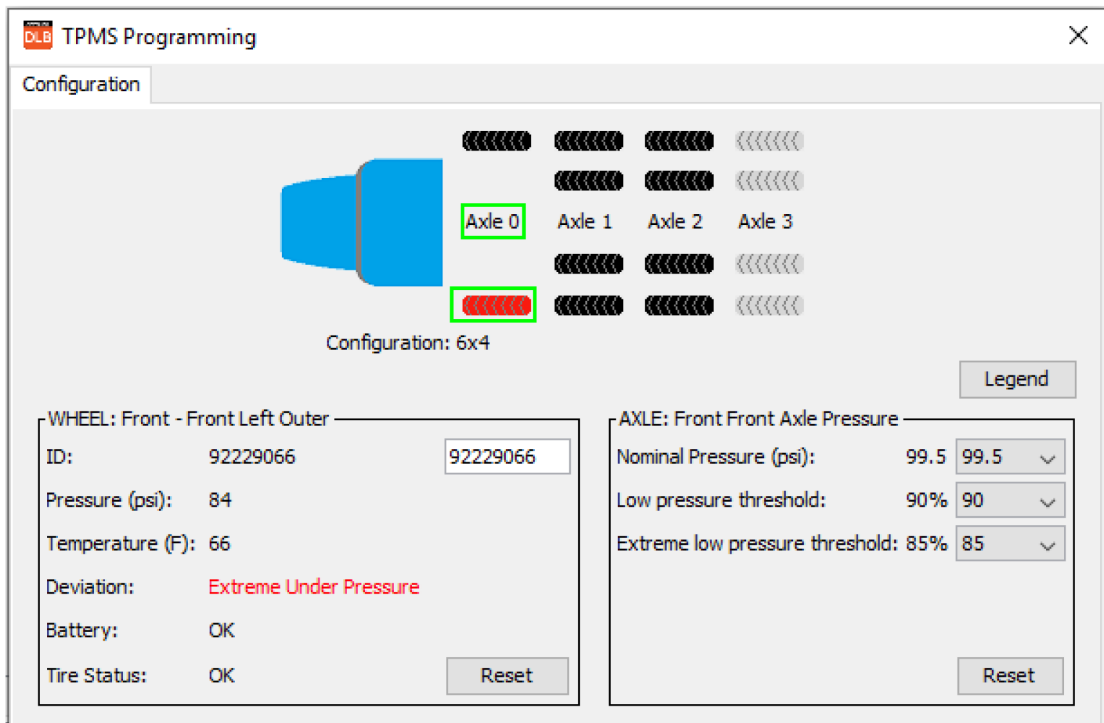 DLB TPMS Programming
Configuration
Axle 0 Axle 1 Axle 2 Axle 3
Configuration: 6x4
Legend
WHEEL: Front - Front Left Outer
ID: 92229066 92229066
Pressure (psi): 84
Temperature (F): 66
Deviation: Extreme Under Pressure
Battery: OK
Tire Status: OK Reset
AXLE: Front Front Axle Pressure
Nominal Pressure (psi): 99.5 99.5
Low pressure threshold: 90% 90
Extreme low pressure threshold: 85% 85
Reset